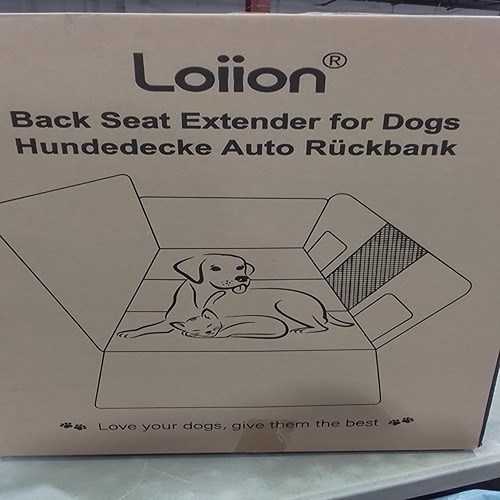 Loiion®
Back Seat Extender for Dogs
Hundedecke Auto Rückbank
Love your dogs, give them the best